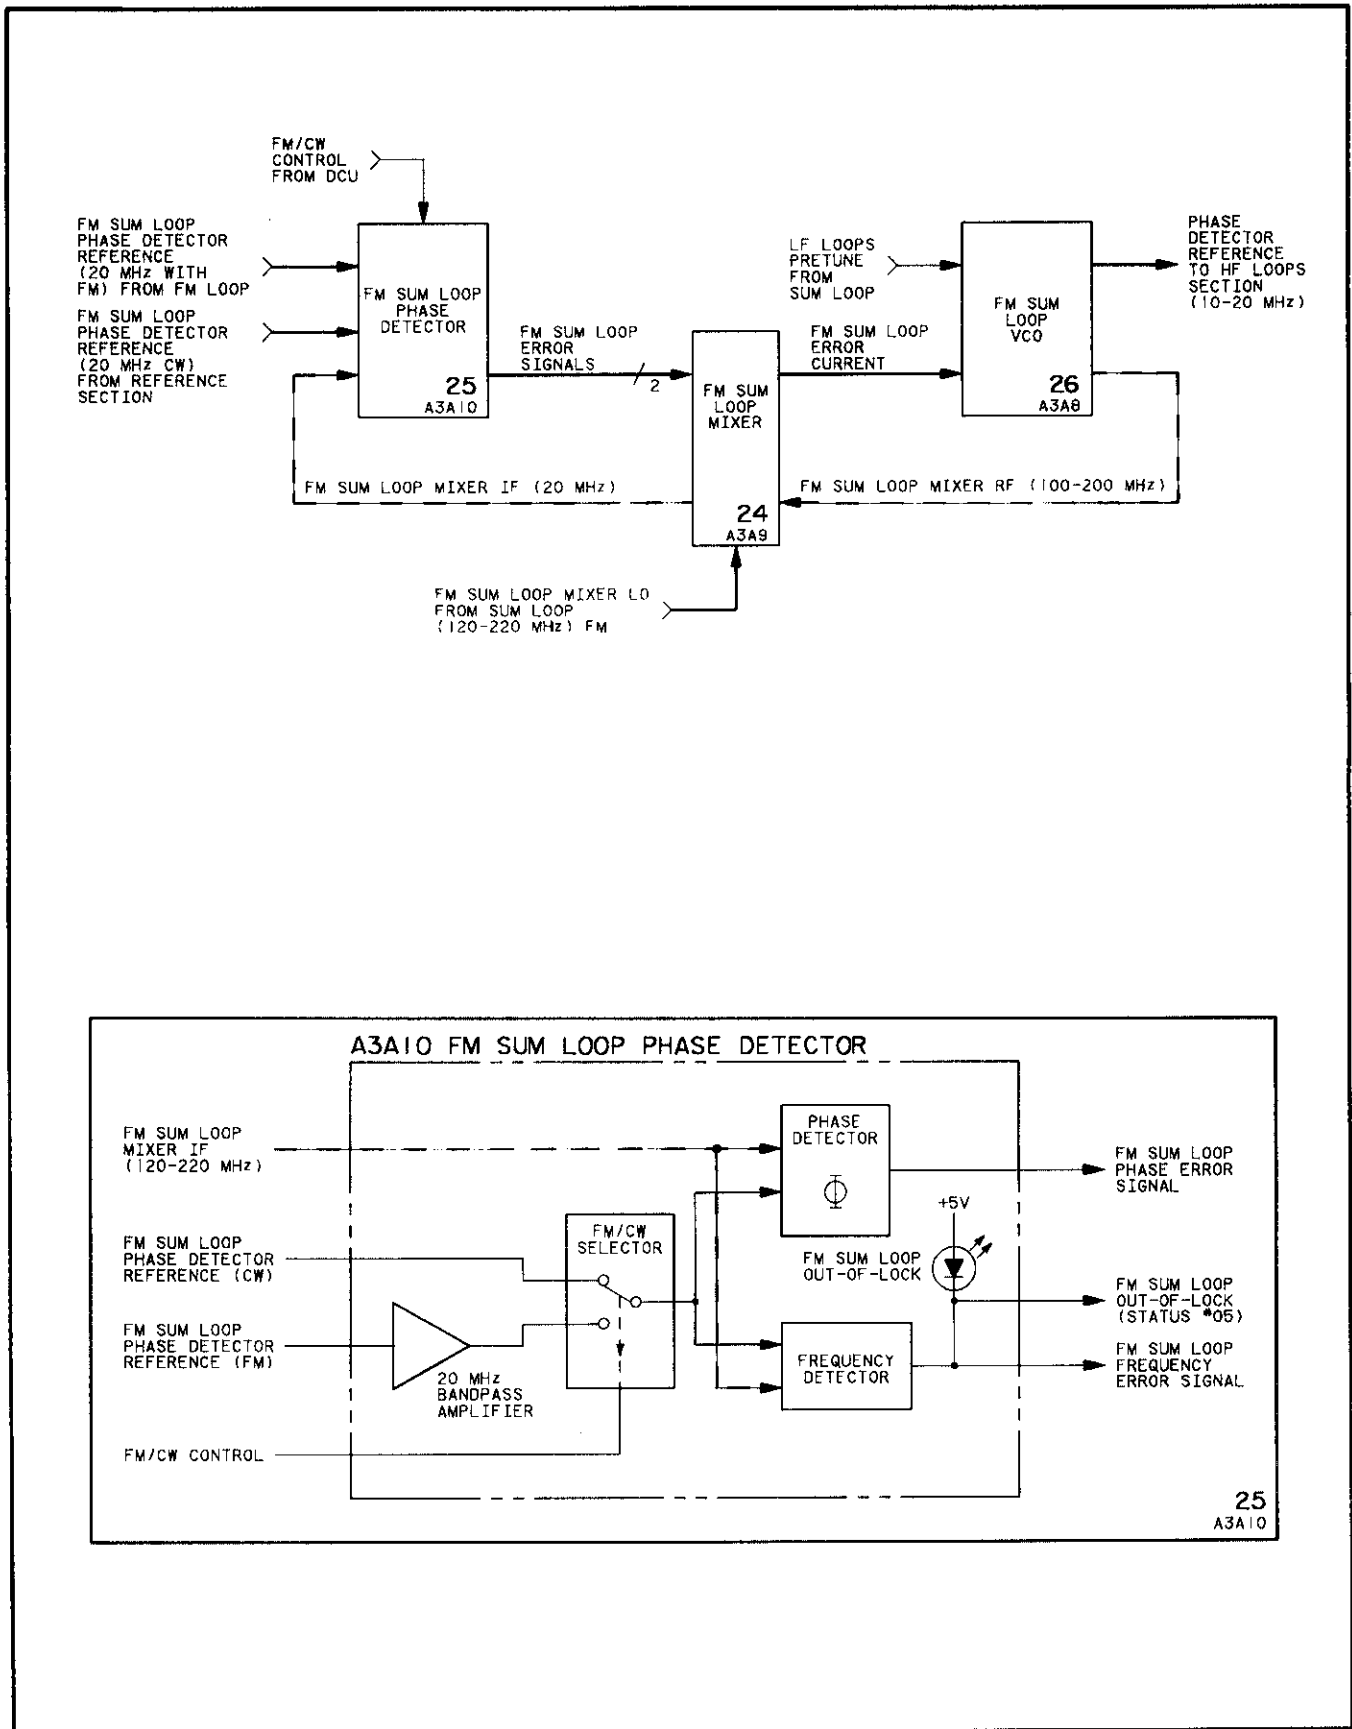 FM/CW
CONTROL
FROM DCU
FM SUM LOOP
PHASE DETECTOR
REFERENCE
(20 MHz WITH
FM) FROM FM LOOP
FM SUM LOOP
PHASE DETECTOR
REFERENCE
(20 MHz CW)
FROM REFERENCE
SECTION
FM SUM LOOP
PHASE
DETECTOR
25
A3A10
FM SUM LOOP
ERROR
SIGNALS
2
FM SUM
LOOP
MIXER
24
A3A9
FM SUM LOOP
ERROR
CURRENT
LF LOOPS
PRETUNE
FROM
SUM LOOP
FM SUM
LOOP
VCO
26
A3A8
PHASE
DETECTOR
REFERENCE
TO HF LOOPS
SECTION
(10-20 MHz)
FM SUM LOOP MIXER IF (20 MHz)
FM SUM LOOP MIXER RF (100-200 MHz)
FM SUM LOOP MIXER LO
FROM SUM LOOP
(120-220 MHz) FM
A3A10 FM SUM LOOP PHASE DETECTOR
FM SUM LOOP
MIXER IF
(120-220 MHz)
FM SUM LOOP
PHASE DETECTOR
REFERENCE (CW)
FM SUM LOOP
PHASE DETECTOR
REFERENCE (FM)
FM/CW CONTROL
20 MHz
BANDPASS
AMPLIFIER
FM/CW
SELECTOR
PHASE
DETECTOR
Φ
+5V
FM SUM LOOP
OUT-OF-LOCK
FREQUENCY
DETECTOR
FM SUM LOOP
PHASE ERROR
SIGNAL
FM SUM LOOP
OUT-OF-LOCK
(STATUS #05)
FM SUM LOOP
FREQUENCY
ERROR SIGNAL
25
A3A10